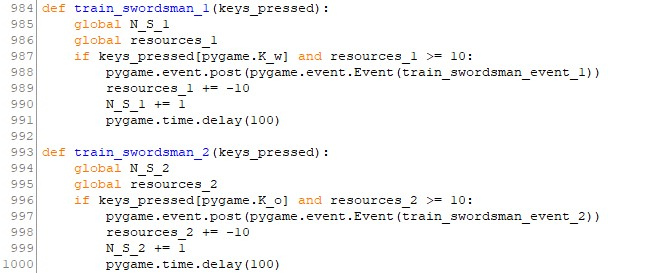 984 def train_swordsman_1(keys_pressed):
985     global N_S_1
986     global resources_1
987     if keys_pressed[pygame.K_w] and resources_1 >= 10:
988         pygame.event.post(pygame.event.Event(train_swordsman_event_1))
989         resources_1 += -10
990         N_S_1 += 1
991         pygame.time.delay(100)
992
993 def train_swordsman_2(keys_pressed):
994     global N_S_2
995     global resources_2
996     if keys_pressed[pygame.K_o] and resources_2 >= 10:
997         pygame.event.post(pygame.event.Event(train_swordsman_event_2))
998         resources_2 += -10
999         N_S_2 += 1
1000         pygame.time.delay(100)